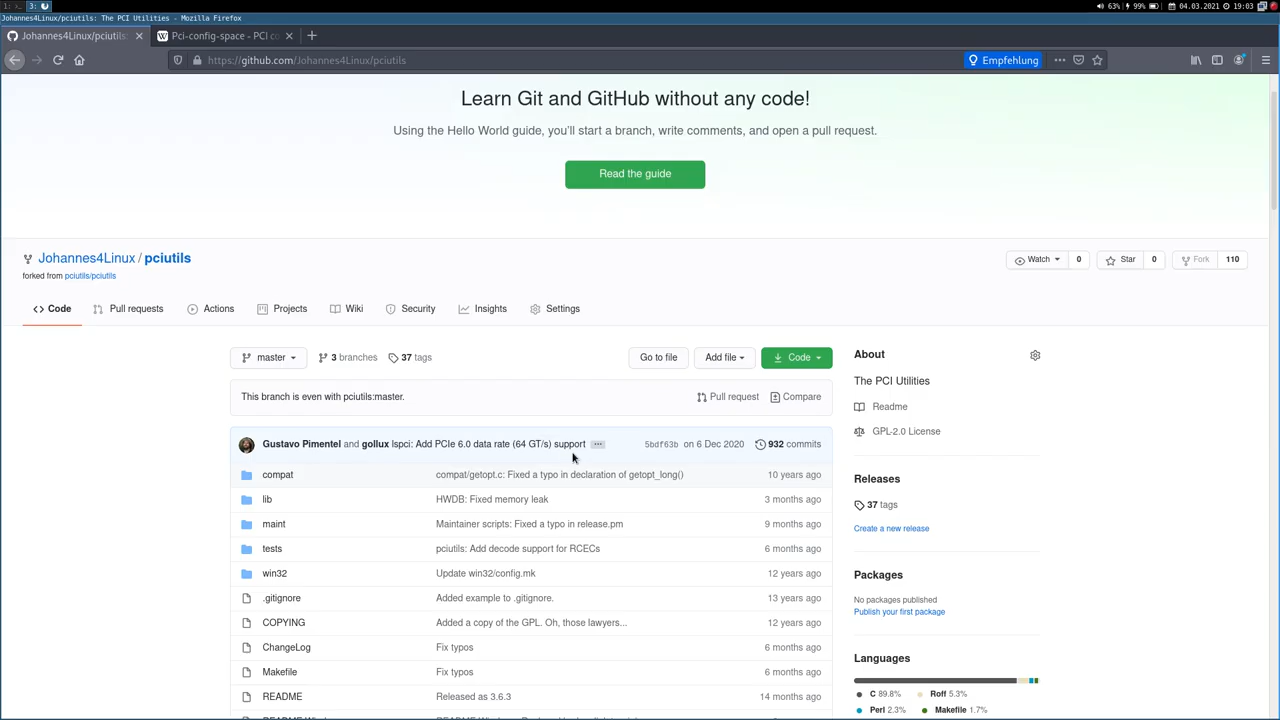 1: 3: 63% 99% 04.03.2021 19:03
Johannes4Linux/pciutils: The PCI Utilities - Mozilla Firefox
Johannes4Linux/pciutils: Pci-config-space - PCI co
https://github.com/Johannes4Linux/pciutils Empfehlung
Learn Git and GitHub without any code!
Using the Hello World guide, you'll start a branch, write comments, and open a pull request.
Read the guide
Johannes4Linux / pciutils Watch 0 Star 0 Fork 110
forked from pciutils/pciutils
Code Pull requests Actions Projects Wiki Security Insights Settings
master 3 branches 37 tags Go to file Add file Code
This branch is even with pciutils:master. Pull request Compare
Gustavo Pimentel and gollux lspci: Add PCIe 6.0 data rate (64 GT/s) support ... 5bdf63b on 6 Dec 2020 932 commits
compat compat/getopt.c: Fixed a typo in declaration of getopt_long() 10 years ago
lib HWDB: Fixed memory leak 3 months ago
maint Maintainer scripts: Fixed a typo in release.pm 9 months ago
tests pciutils: Add decode support for RCECs 6 months ago
win32 Update win32/config.mk 12 years ago
.gitignore Added example to .gitignore. 13 years ago
COPYING Added a copy of the GPL. Oh, those lawyers... 12 years ago
ChangeLog Fix typos 6 months ago
Makefile Fix typos 6 months ago
README Released as 3.6.3 14 months ago
About
The PCI Utilities
Readme
GPL-2.0 License
Releases
37 tags
Create a new release
Packages
No packages published
Publish your first package
Languages
C 89.8% Roff 5.3%
Perl 2.3% Makefile 1.7%